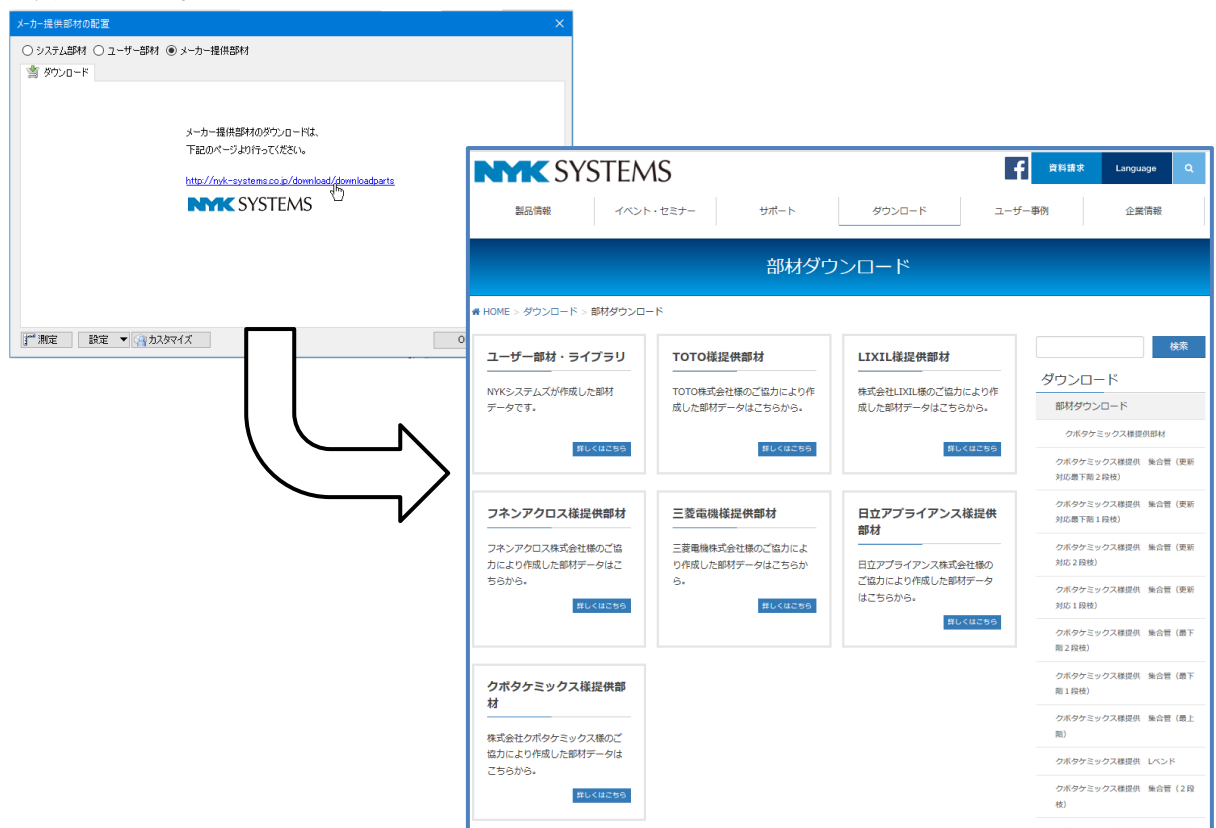 メーカー提供部材の配置
システム部材 ユーザー部材 メーカー提供部材
ダウンロード
メーカー提供部材のダウンロードは、
下記のページより行ってください。
http://nyk-systems.co.jp/download/downloadparts
NYK SYSTEMS
測定 設定 カスタマイズ
NYK SYSTEMS
資料請求 Language
製品情報 イベント・セミナー サポート ダウンロード ユーザー事例 企業情報
部材ダウンロード
HOME > ダウンロード > 部材ダウンロード
ユーザー部材・ライブラリ
NYKシステムズが作成した部材
データです。
詳しくはこちら
TOTO様提供部材
TOTO株式会社様のご協力により作
成した部材データはこちらから。
詳しくはこちら
LIXIL様提供部材
株式会社LIXIL様のご協力により作
成した部材データはこちらから。
詳しくはこちら
フネンアクロス様提供部材
フネンアクロス株式会社様のご協
力により作成した部材データはこ
ちらから。
詳しくはこちら
三菱電機様提供部材
三菱電機株式会社様のご協力によ
り作成した部材データはこちらか
ら。
詳しくはこちら
日立アプライアンス様提供
部材
日立アプライアンス株式会社様の
ご協力により作成した部材データ
はこちらから。
詳しくはこちら
クボタケミックス様提供部
材
株式会社クボタケミックス様のご
協力により作成した部材データは
こちらから。
詳しくはこちら
検索
ダウンロード
部材ダウンロード
クボタケミックス様提供部材
クボタケミックス様提供 集合管（更新
対応最下階２段枝）
クボタケミックス様提供 集合管（更新
対応最下階１段枝）
クボタケミックス様提供 集合管（更新
対応２段枝）
クボタケミックス様提供 集合管（更新
対応１段枝）
クボタケミックス様提供 集合管（最下
階２段枝）
クボタケミックス様提供 集合管（最下
階１段枝）
クボタケミックス様提供 集合管（最上
階）
クボタケミックス様提供 Lベンド
クボタケミックス様提供 集合管（２段
枝）